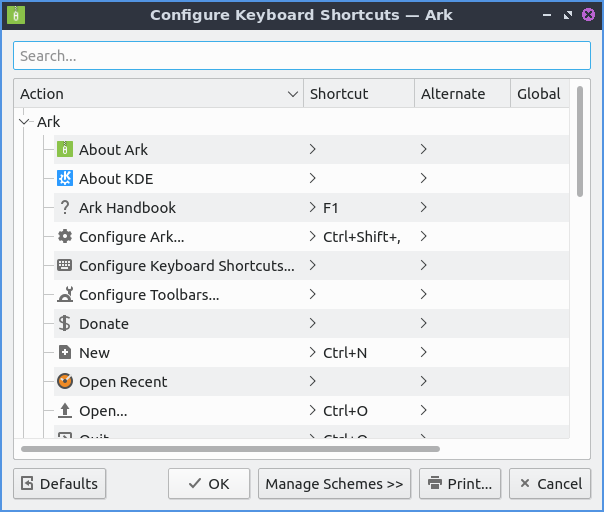 Configure Keyboard Shortcuts — Ark
Search...
Action Shortcut Alternate Global
Ark
About Ark
About KDE
Ark Handbook F1
Configure Ark... Ctrl+Shift+,
Configure Keyboard Shortcuts...
Configure Toolbars...
Donate
New Ctrl+N
Open Recent
Open... Ctrl+O
Quit Ctrl+Q
Defaults OK Manage Schemes >> Print... Cancel